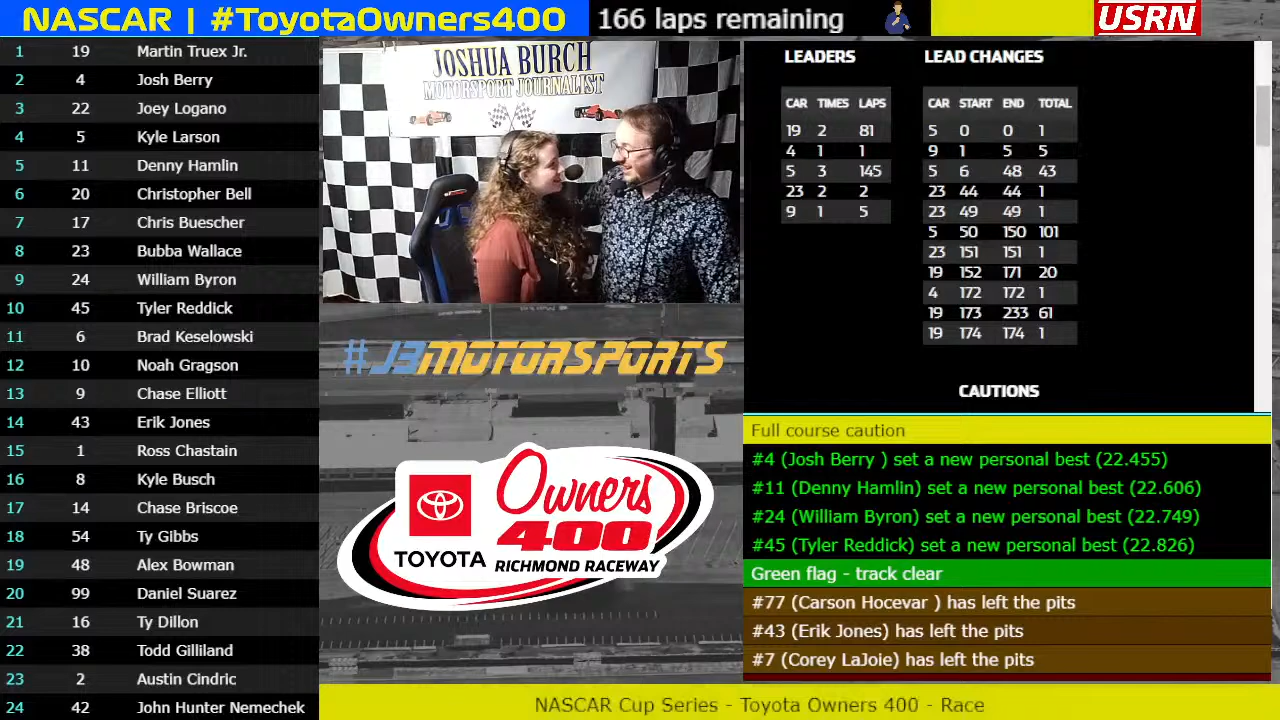 NASCAR | #ToyotaOwners400
166 laps remaining
USRN
1 19 Martin Truex Jr.
2 4 Josh Berry
3 22 Joey Logano
4 5 Kyle Larson
5 11 Denny Hamlin
6 20 Christopher Bell
7 17 Chris Buescher
8 23 Bubba Wallace
9 24 William Byron
10 45 Tyler Reddick
11 6 Brad Keselowski
12 10 Noah Gragson
13 9 Chase Elliott
14 43 Erik Jones
15 1 Ross Chastain
16 8 Kyle Busch
17 14 Chase Briscoe
18 54 Ty Gibbs
19 48 Alex Bowman
20 99 Daniel Suarez
21 16 Ty Dillon
22 38 Todd Gilliland
23 2 Austin Cindric
24 42 John Hunter Nemechek
JOSHUA BURCH
MOTORSPORT JOURNALIST
#JBMOTORSPORTS
Owners
400
TOYOTA
RICHMOND RACEWAY
LEADERS
CAR TIMES LAPS
19 2 81
4 1 1
5 3 145
23 2 2
9 1 5
LEAD CHANGES
CAR START END TOTAL
5 0 0 1
9 1 5 5
5 6 48 43
23 44 44 1
23 49 49 1
5 50 150 101
23 151 151 1
19 152 171 20
4 172 172 1
19 173 233 61
19 174 174 1
CAUTIONS
Full course caution
#4 (Josh Berry ) set a new personal best (22.455)
#11 (Denny Hamlin) set a new personal best (22.606)
#24 (William Byron) set a new personal best (22.749)
#45 (Tyler Reddick) set a new personal best (22.826)
Green flag - track clear
#77 (Carson Hocevar ) has left the pits
#43 (Erik Jones) has left the pits
#7 (Corey LaJoie) has left the pits
NASCAR Cup Series - Toyota Owners 400 - Race